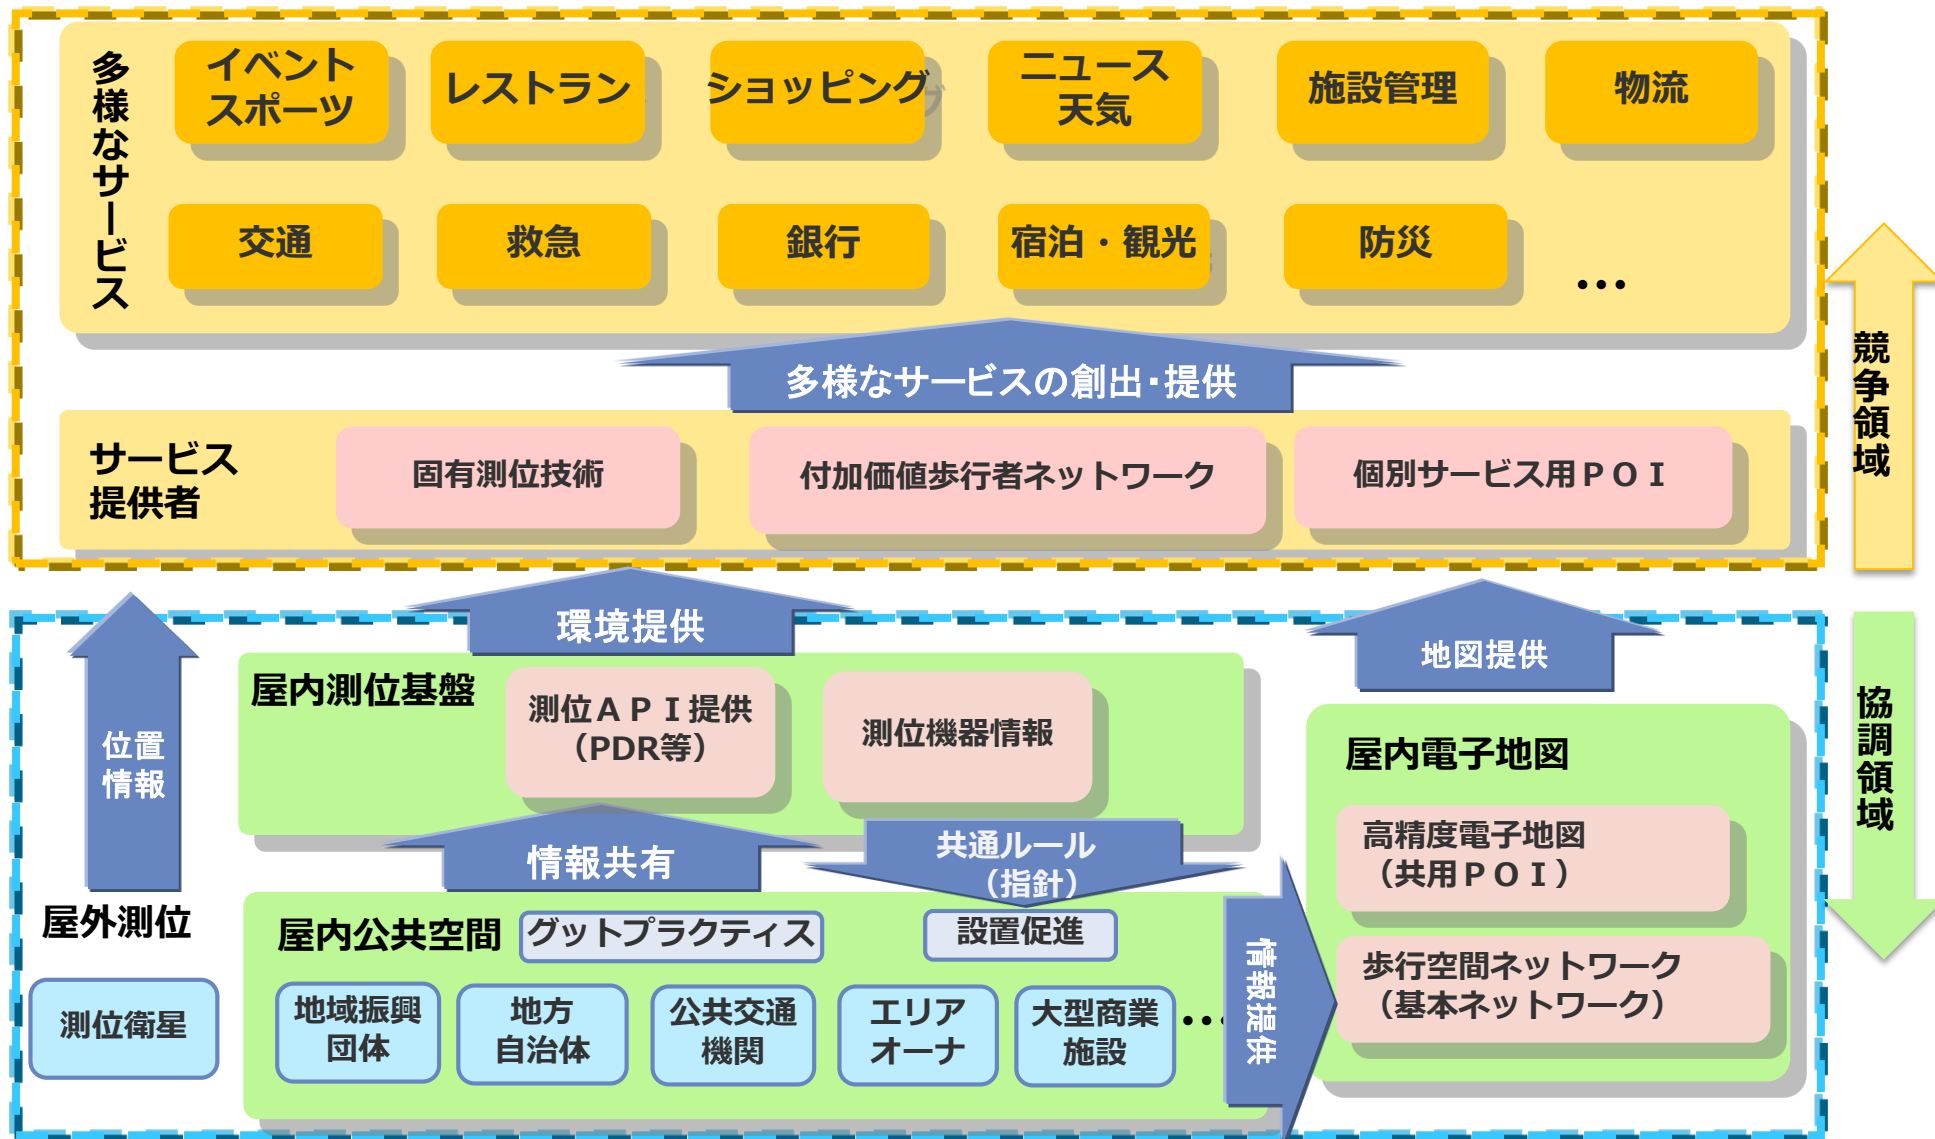 多様なサービス
イベント
スポーツ
レストラン
ショッピング
ニュース
天気
施設管理
物流
交通
救急
銀行
宿泊・観光
防災
…
多様なサービスの創出・提供
サービス
提供者
固有測位技術
付加価値歩行者ネットワーク
個別サービス用ＰＯＩ
競争領域
環境提供
地図提供
位置
情報
屋内測位基盤
測位ＡＰＩ提供
（PDR等）
測位機器情報
協調領域
屋内電子地図
高精度電子地図
（共用ＰＯＩ）
歩行空間ネットワーク
（基本ネットワーク）
情報共有
共通ルール
（指針）
屋外測位
測位衛星
屋内公共空間
グットプラクティス
設置促進
地域振興
団体
地方
自治体
公共交通
機関
エリア
オーナ
大型商業
施設
…
情報提供